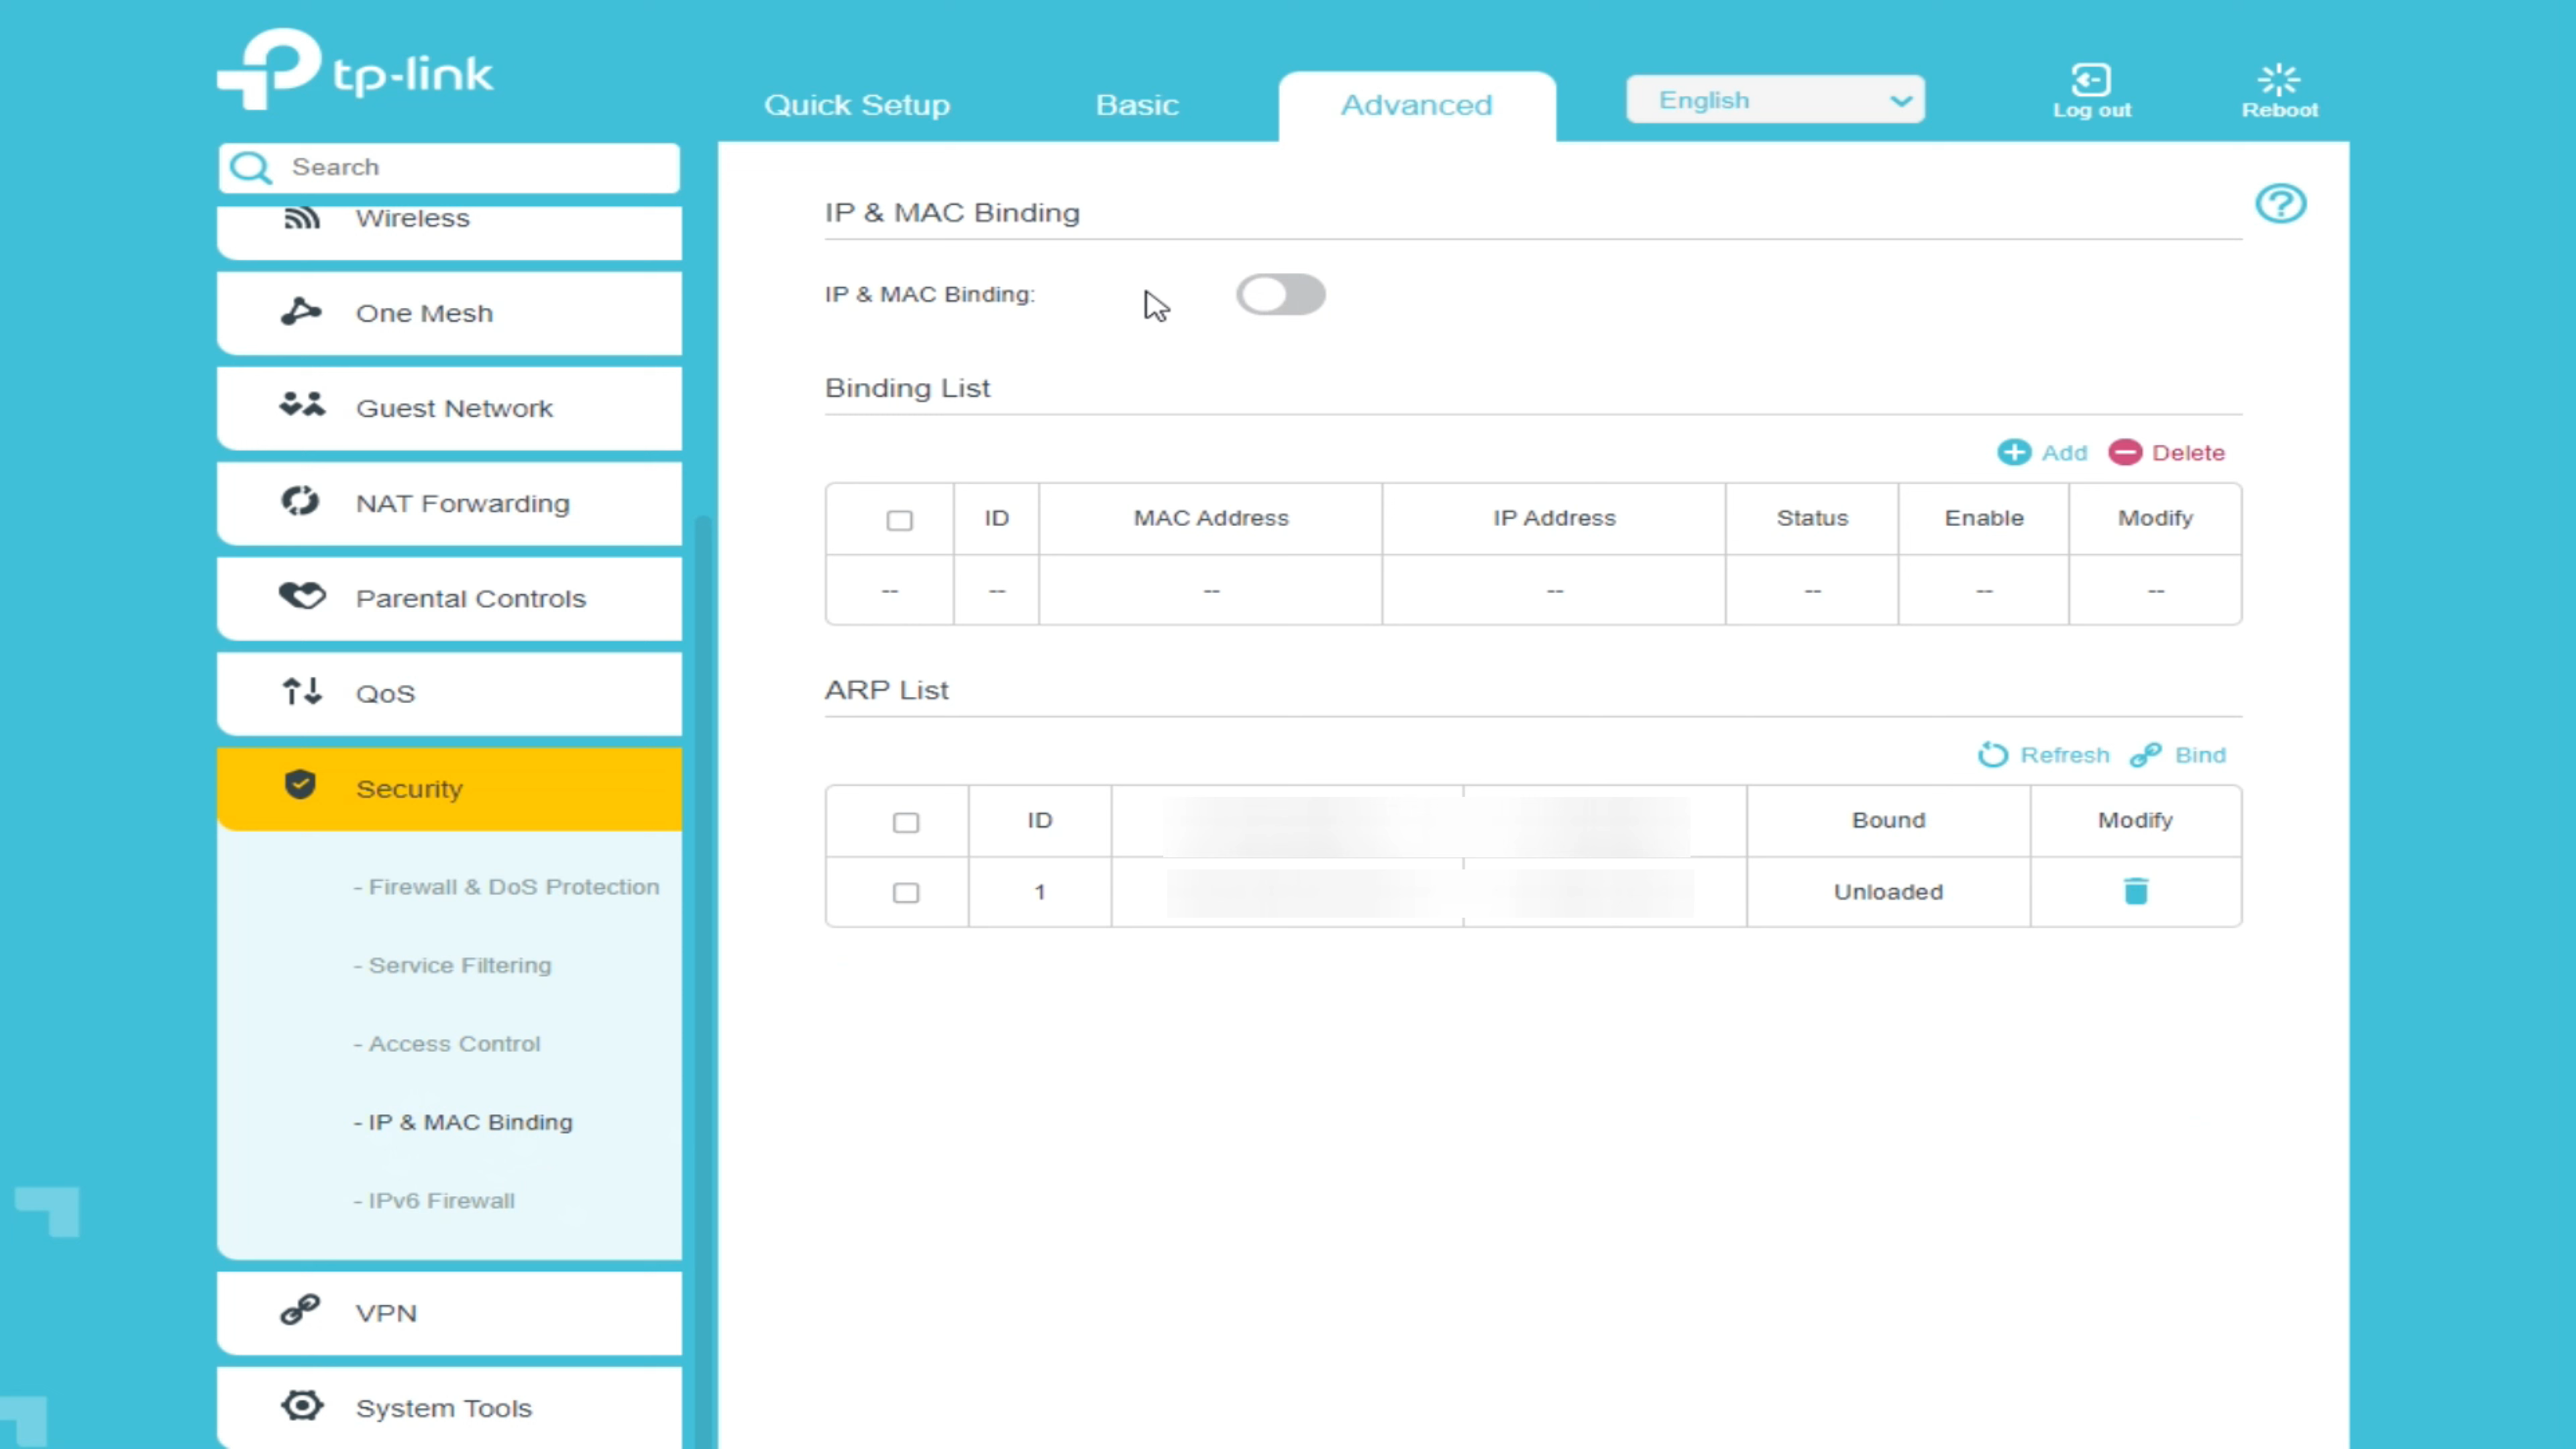 tp-link
Quick Setup
Basic
Advanced
English
Log out
Reboot
Search
Wireless
One Mesh
Guest Network
NAT Forwarding
Parental Controls
QoS
Security
- Firewall & DoS Protection
- Service Filtering
- Access Control
- IP & MAC Binding
- IPv6 Firewall
VPN
System Tools
IP & MAC Binding
?
IP & MAC Binding:
Binding List
Add Delete
ID MAC Address IP Address Status Enable Modify
-- -- -- -- -- -- --
ARP List
Refresh Bind
ID Bound Modify
1 Unloaded